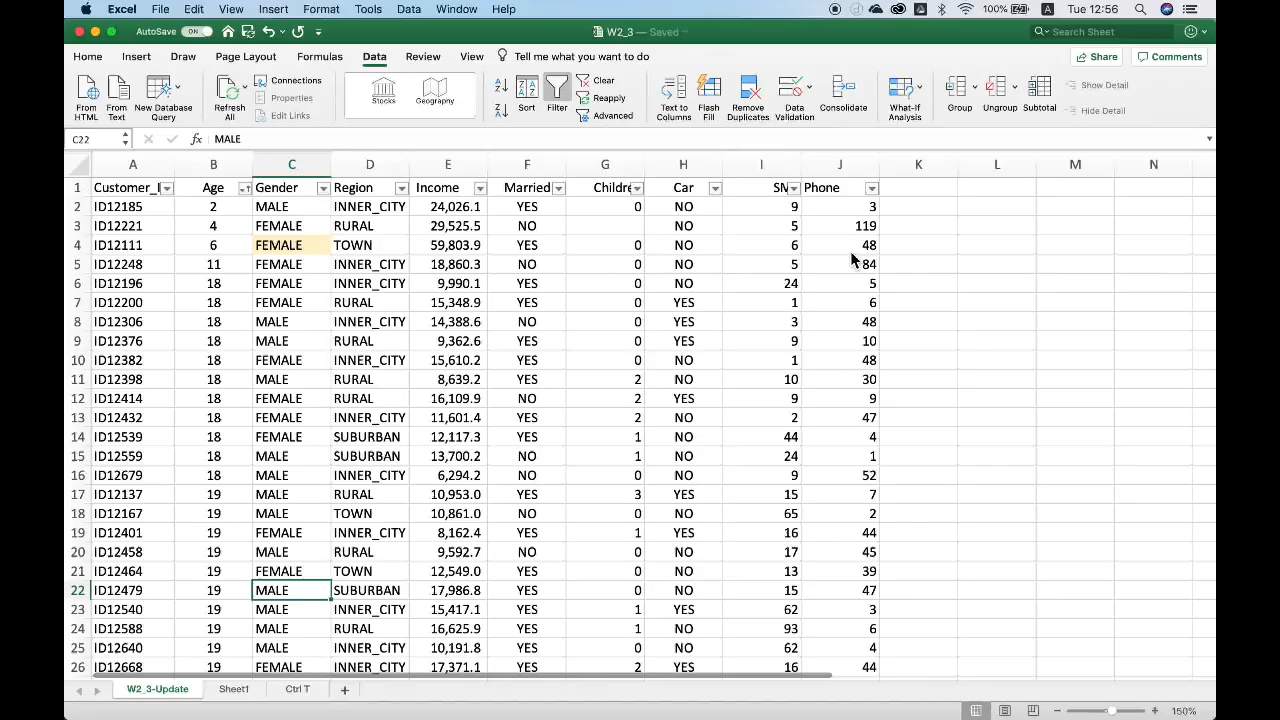 Excel File Edit View Insert Format Tools Data Window Help 100% A Tue 12:56
AutoSave ON W2_3 — Saved Search Sheet
Home Insert Draw Page Layout Formulas Data Review View Tell me what you want to do Share Comments
From HTML From Text New Database Query Refresh All Connections Properties Edit Links Stocks Geography Sort Filter Clear Reapply Advanced Text to Columns Flash Fill Remove Duplicates Data Validation Consolidate What-If Analysis Group Ungroup Subtotal Show Detail Hide Detail
C22 fx MALE
A B C D E F G H I J K L M N
1 Customer_I Age Gender Region Income Married Childre Car SN Phone
2 ID12185 2 MALE INNER_CITY 24,026.1 YES 0 NO 9 3
3 ID12221 4 FEMALE RURAL 29,525.5 NO NO 5 119
4 ID12111 6 FEMALE TOWN 59,803.9 YES 0 NO 6 48
5 ID12248 11 FEMALE INNER_CITY 18,860.3 NO 0 NO 5 84
6 ID12196 18 FEMALE INNER_CITY 9,990.1 YES 0 NO 24 5
7 ID12200 18 FEMALE RURAL 15,348.9 YES 0 YES 1 6
8 ID12306 18 MALE INNER_CITY 14,388.6 NO 0 YES 3 48
9 ID12376 18 MALE RURAL 9,362.6 NO 0 YES 9 10
10 ID12382 18 FEMALE INNER_CITY 15,610.2 YES 0 NO 1 48
11 ID12398 18 MALE RURAL 8,639.2 YES 2 NO 10 30
12 ID12414 18 FEMALE RURAL 16,109.9 NO 2 YES 9 9
13 ID12432 18 FEMALE INNER_CITY 11,601.4 YES 2 NO 2 47
14 ID12539 18 FEMALE SUBURBAN 12,117.3 YES 1 NO 44 4
15 ID12559 18 MALE SUBURBAN 13,700.2 NO 1 NO 24 1
16 ID12679 18 MALE INNER_CITY 6,294.2 NO 0 NO 9 52
17 ID12137 19 MALE RURAL 10,953.0 YES 3 YES 15 7
18 ID12167 19 MALE TOWN 10,861.0 NO 0 NO 65 2
19 ID12401 19 FEMALE INNER_CITY 8,162.4 YES 1 YES 16 44
20 ID12458 19 MALE RURAL 9,592.7 NO 0 NO 17 45
21 ID12464 19 FEMALE TOWN 12,549.0 YES 0 NO 13 39
22 ID12479 19 MALE SUBURBAN 17,986.8 YES 0 NO 15 47
23 ID12540 19 MALE INNER_CITY 15,417.1 YES 1 YES 62 3
24 ID12588 19 MALE RURAL 16,625.9 YES 1 NO 93 6
25 ID12640 19 MALE INNER_CITY 10,191.8 YES 0 NO 62 4
26 ID12668 19 FEMALE INNER_CITY 17,371.1 YES 2 YES 16 44
W2_3-Update Sheet1 Ctrl T
150%